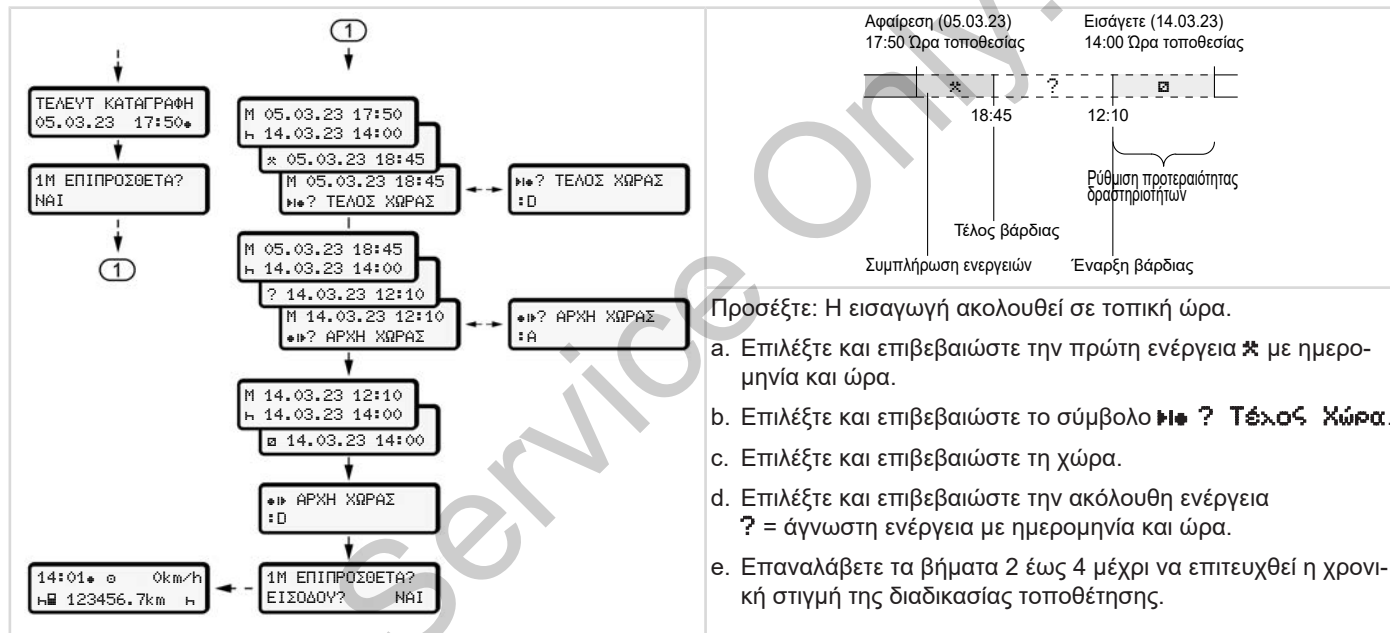 ΤΕΛΕΥΤ ΚΑΤΑΓΡΑΦΗ
05.03.23 17:50
1Μ ΕΠΙΠΡΟΣΘΕΤΑ?
ΝΑΙ
1
1
Μ 05.03.23 17:50
14.03.23 14:00
05.03.23 18:45
Μ 05.03.23 18:45
? ΤΕΛΟΣ ΧΩΡΑΣ
? ΤΕΛΟΣ ΧΩΡΑΣ
:D
Μ 05.03.23 18:45
14.03.23 14:00
? 14.03.23 12:10
Μ 14.03.23 12:10
? ΑΡΧΗ ΧΩΡΑΣ
? ΑΡΧΗ ΧΩΡΑΣ
:A
Μ 14.03.23 12:10
14.03.23 14:00
14.03.23 14:00
ΑΡΧΗ ΧΩΡΑΣ
:D
1Μ ΕΠΙΠΡΟΣΘΕΤΑ?
ΕΙΣΟΔΟΥ? ΝΑΙ
14:01 0km/h
123456.7km
Αφαίρεση (05.03.23)
17:50 Ώρα τοποθεσίας
Εισάγετε (14.03.23)
14:00 Ώρα τοποθεσίας
?
18:45
12:10
Ρύθμιση προτεραιότητας
δραστηριοτήτων
Τέλος βάρδιας
Συμπλήρωση ενεργειών
Έναρξη βάρδιας
Προσέξτε: Η εισαγωγή ακολουθεί σε τοπική ώρα.
a. Επιλέξτε και επιβεβαιώστε την πρώτη ενέργεια με ημερο-
μηνία και ώρα.
b. Επιλέξτε και επιβεβαιώστε το σύμβολο ? Τέλος Χώρα.
c. Επιλέξτε και επιβεβαιώστε τη χώρα.
d. Επιλέξτε και επιβεβαιώστε την ακόλουθη ενέργεια
? = άγνωστη ενέργεια με ημερομηνία και ώρα.
e. Επαναλάβετε τα βήματα 2 έως 4 μέχρι να επιτευχθεί η χρονι-
κή στιγμή της διαδικασίας τοποθέτησης.
Service Only.